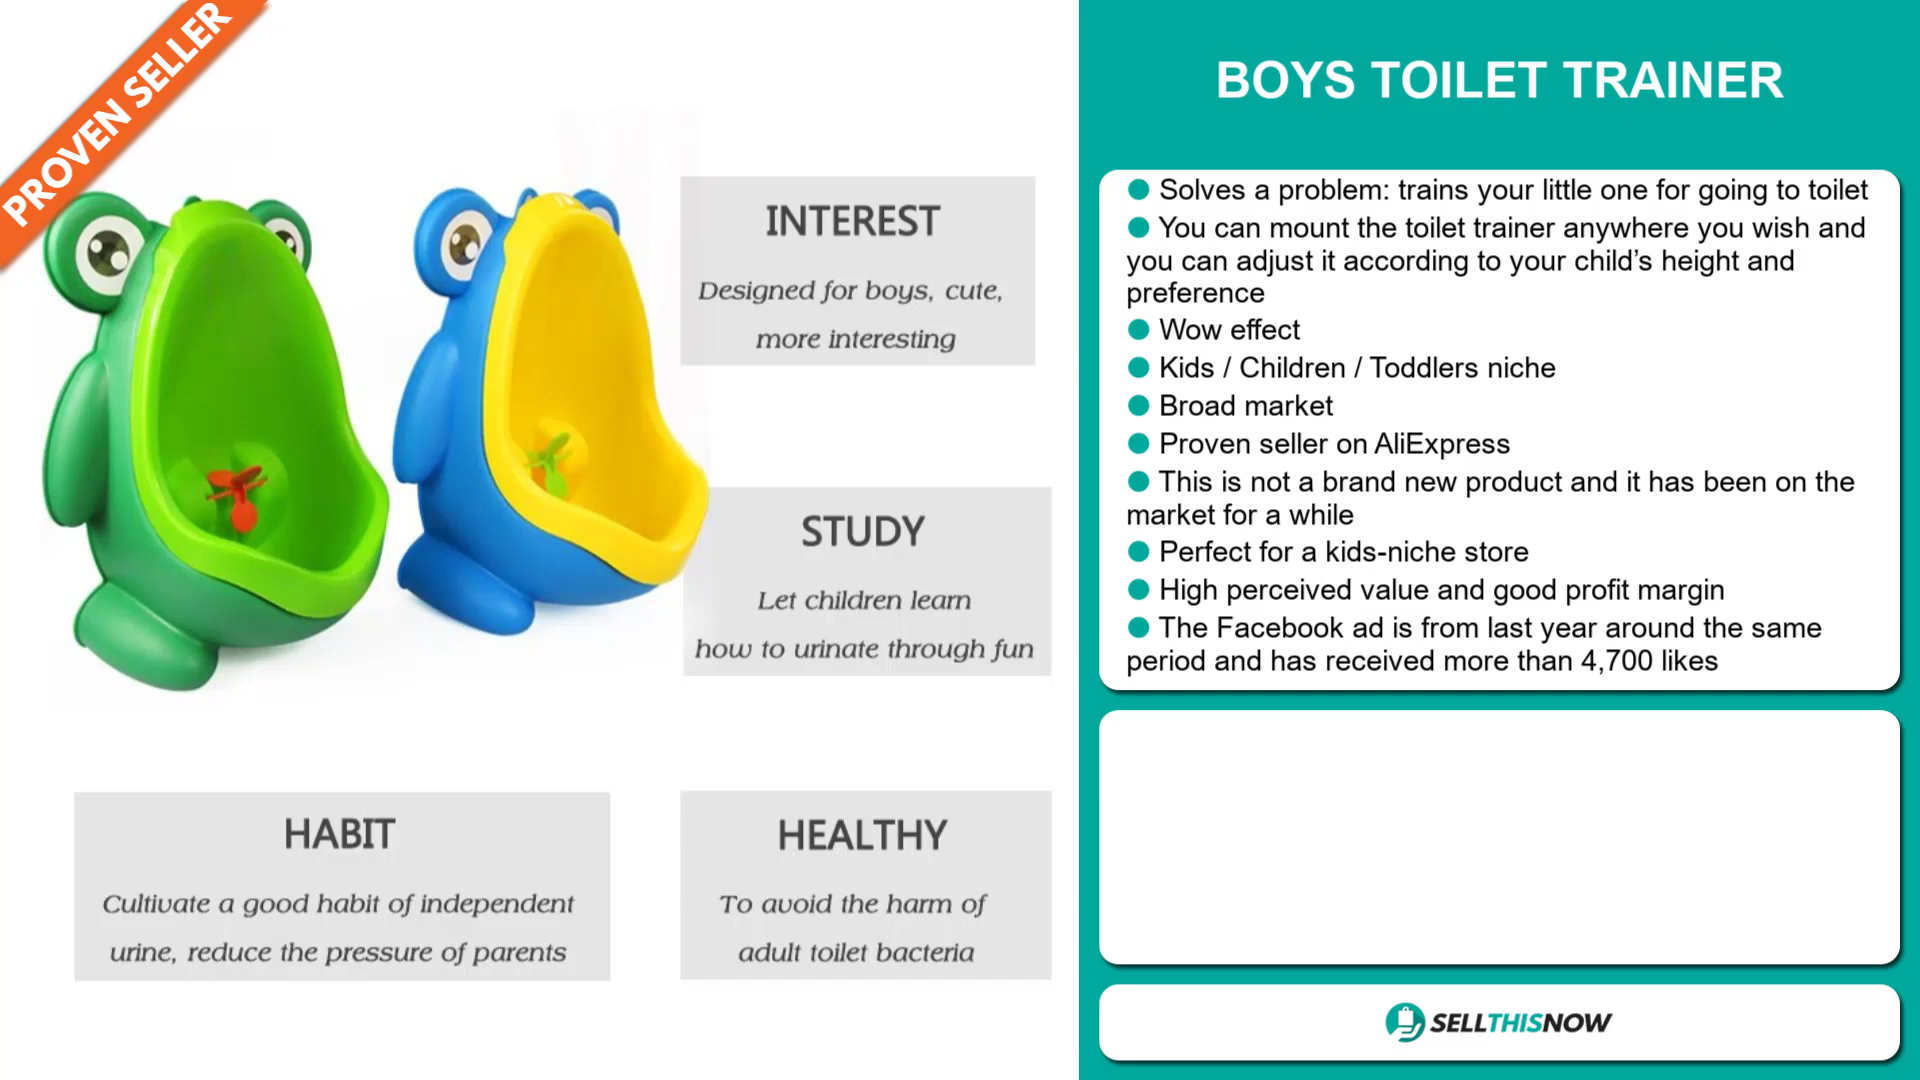 PROVEN SELLER
INTEREST
Designed for boys, cute,
more interesting
STUDY
Let children learn
how to urinate through fun
HABIT
Cultivate a good habit of independent
urine, reduce the pressure of parents
HEALTHY
To avoid the harm of
adult toilet bacteria
BOYS TOILET TRAINER
● Solves a problem: trains your little one for going to toilet
● You can mount the toilet trainer anywhere you wish and
you can adjust it according to your child’s height and
preference
● Wow effect
● Kids / Children / Toddlers niche
● Broad market
● Proven seller on AliExpress
● This is not a brand new product and it has been on the
market for a while
● Perfect for a kids-niche store
● High perceived value and good profit margin
● The Facebook ad is from last year around the same
period and has received more than 4,700 likes
SELLTHISNOW